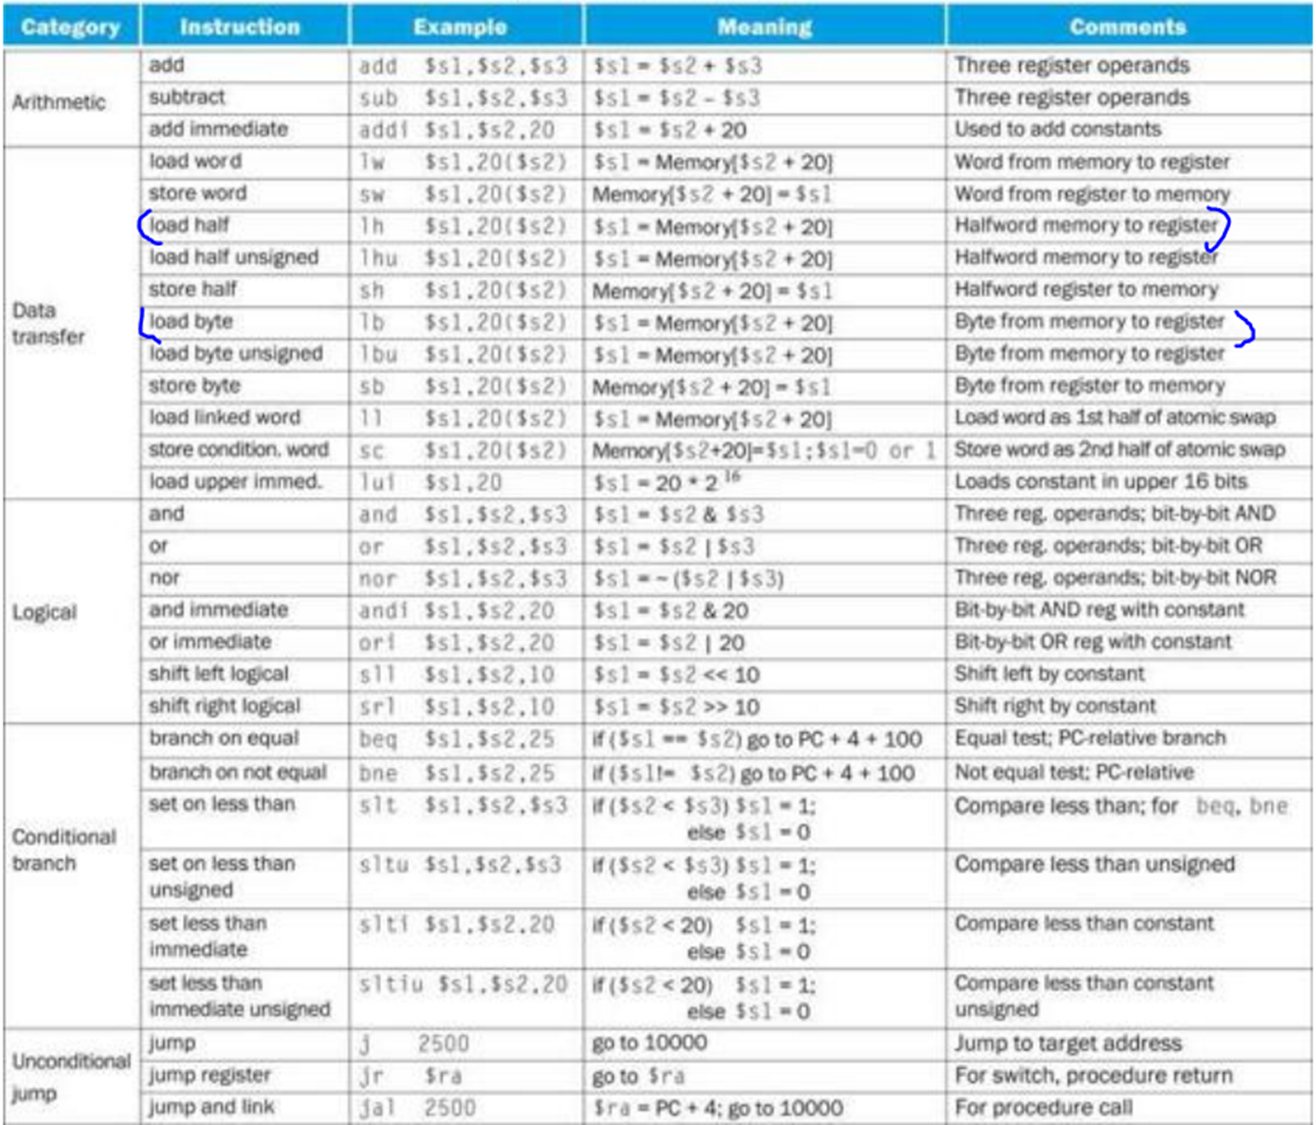 Category Instruction Example Meaning Comments
Arithmetic
add add $s1,$s2,$s3 $s1 = $s2 + $s3 Three register operands
subtract sub $s1,$s2,$s3 $s1 = $s2 – $s3 Three register operands
add immediate addi $s1,$s2,20 $s1 = $s2 + 20 Used to add constants
Data transfer
load word lw $s1,20($s2) $s1 = Memory[$s2 + 20] Word from memory to register
store word sw $s1,20($s2) Memory[$s2 + 20] = $s1 Word from register to memory
load half lh $s1,20($s2) $s1 = Memory[$s2 + 20] Halfword memory to register
load half unsigned lhu $s1,20($s2) $s1 = Memory[$s2 + 20] Halfword memory to register
store half sh $s1,20($s2) Memory[$s2 + 20] = $s1 Halfword register to memory
load byte lb $s1,20($s2) $s1 = Memory[$s2 + 20] Byte from memory to register
load byte unsigned lbu $s1,20($s2) $s1 = Memory[$s2 + 20] Byte from memory to register
store byte sb $s1,20($s2) Memory[$s2 + 20] = $s1 Byte from register to memory
load linked word ll $s1,20($s2) $s1 = Memory[$s2 + 20] Load word as 1st half of atomic swap
store condition. word sc $s1,20($s2) Memory[$s2+20]=$s1;$s1=0 or 1 Store word as 2nd half of atomic swap
load upper immed. lui $s1,20 $s1 = 20 * 2^16 Loads constant in upper 16 bits
Logical
and and $s1,$s2,$s3 $s1 = $s2 & $s3 Three reg. operands; bit-by-bit AND
or or $s1,$s2,$s3 $s1 = $s2 | $s3 Three reg. operands; bit-by-bit OR
nor nor $s1,$s2,$s3 $s1 = ~ ($s2 | $s3) Three reg. operands; bit-by-bit NOR
and immediate andi $s1,$s2,20 $s1 = $s2 & 20 Bit-by-bit AND reg with constant
or immediate ori $s1,$s2,20 $s1 = $s2 | 20 Bit-by-bit OR reg with constant
shift left logical sll $s1,$s2,10 $s1 = $s2 << 10 Shift left by constant
shift right logical srl $s1,$s2,10 $s1 = $s2 >> 10 Shift right by constant
Conditional branch
branch on equal beq $s1,$s2,25 if ($s1 == $s2) go to PC + 4 + 100 Equal test; PC-relative branch
branch on not equal bne $s1,$s2,25 if ($s1!= $s2) go to PC + 4 + 100 Not equal test; PC-relative
set on less than slt $s1,$s2,$s3 if ($s2 < $s3) $s1 = 1; Compare less than; for beq, bne
else $s1 = 0
set on less than sltu $s1,$s2,$s3 if ($s2 < $s3) $s1 = 1; Compare less than unsigned
unsigned else $s1 = 0
set less than slti $s1,$s2,20 if ($s2 < 20) $s1 = 1; Compare less than constant
immediate else $s1 = 0
set less than sltiu $s1,$s2,20 if ($s2 < 20) $s1 = 1; Compare less than constant
immediate unsigned else $s1 = 0 unsigned
Unconditional jump
jump j 2500 go to 10000 Jump to target address
jump register jr $ra go to $ra For switch, procedure return
jump and link jal 2500 $ra = PC + 4; go to 10000 For procedure call